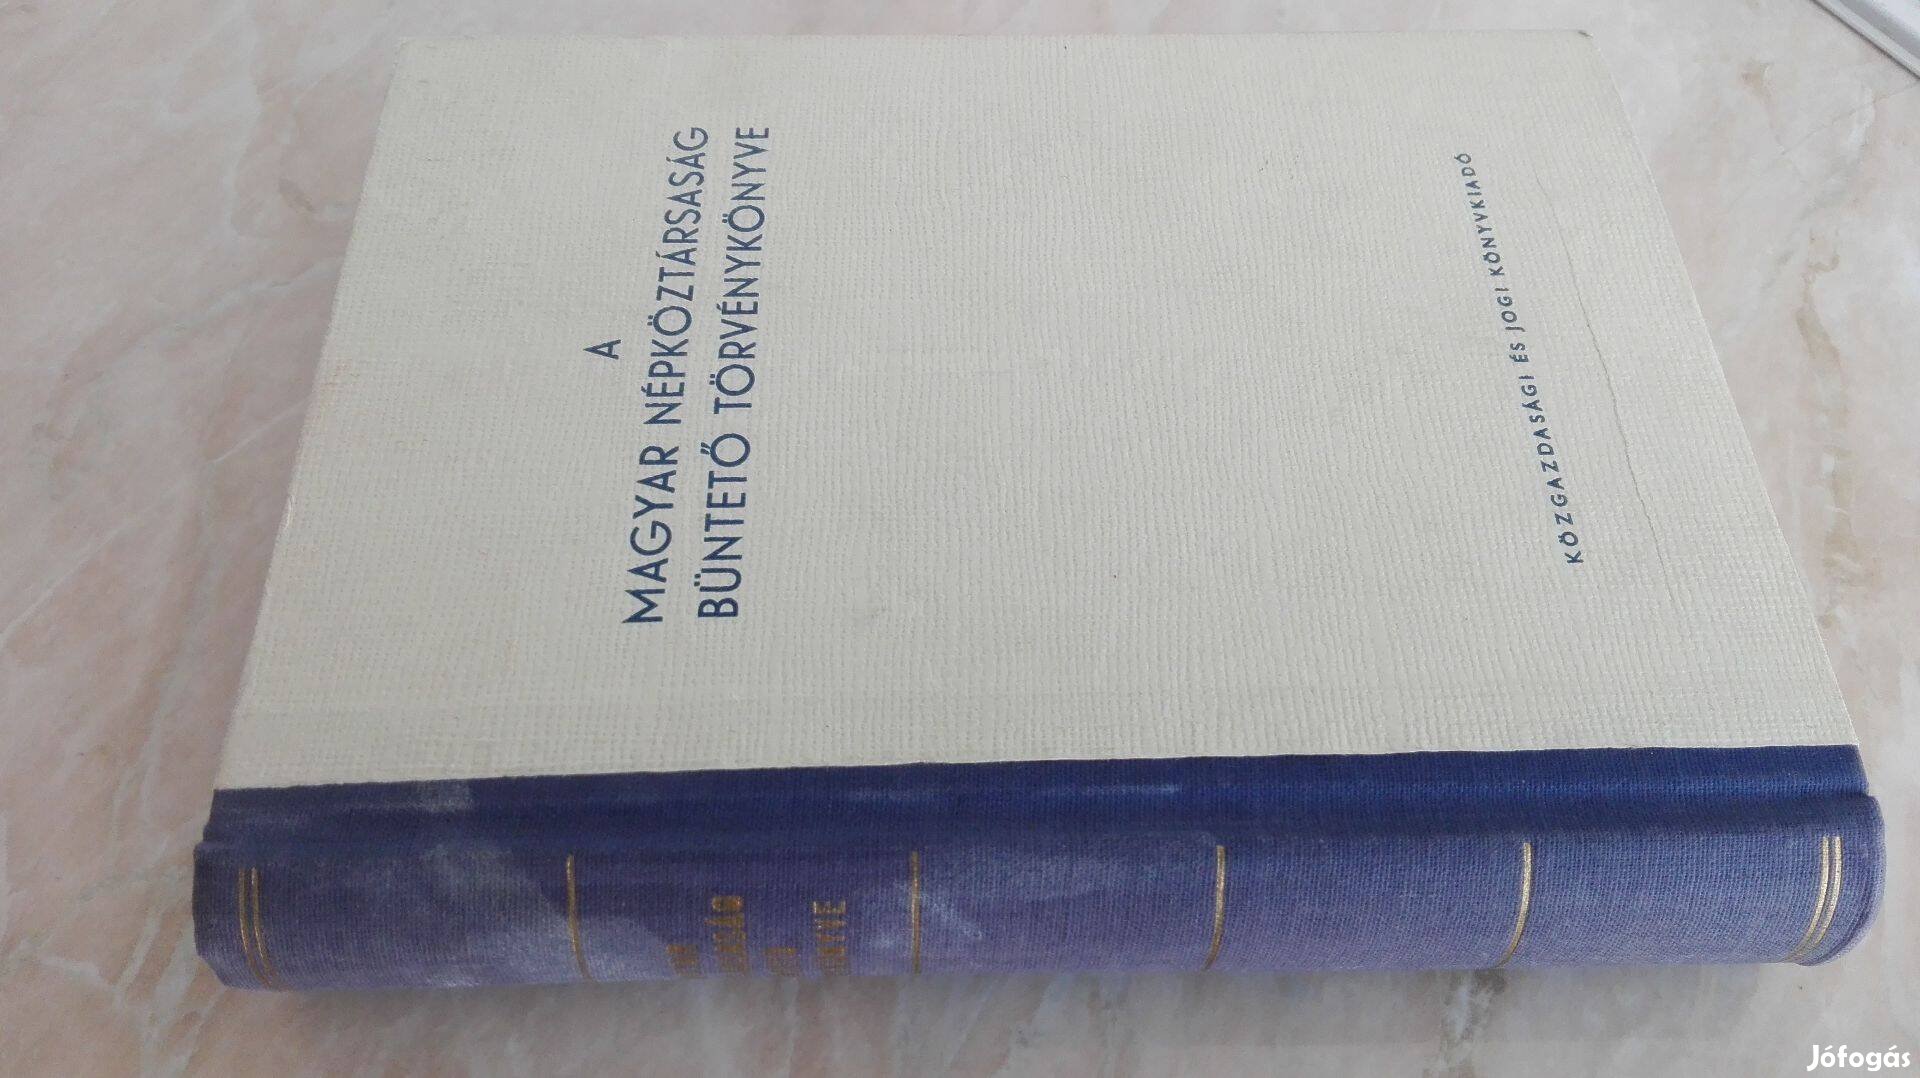 A
MAGYAR NÉPKÖZTÁRSASÁG
BÜNTETŐ TÖRVÉNYKÖNYVE
KÖZGAZDASÁGI ÉS JOGI KÖNYVKIADÓ
Jófogás